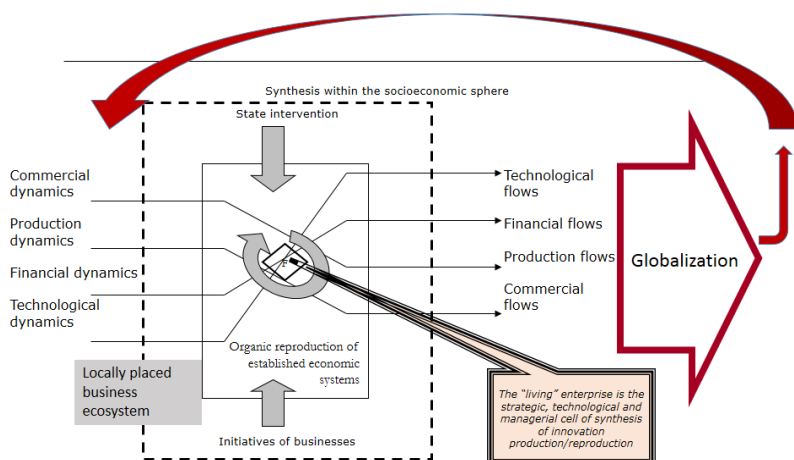 Synthesis within the socioeconomic sphere
State intervention
Commercial
dynamics
Production
dynamics
Financial dynamics
Technological
dynamics
Technological
flows
Financial flows
Production flows
Commercial
flows
Globalization
F
Organic reproduction of
established economic
systems
Locally placed
business
ecosystem
Initiatives of businesses
The "living" enterprise is the
strategic, technological and
managerial cell of synthesis
of innovation
production/reproduction